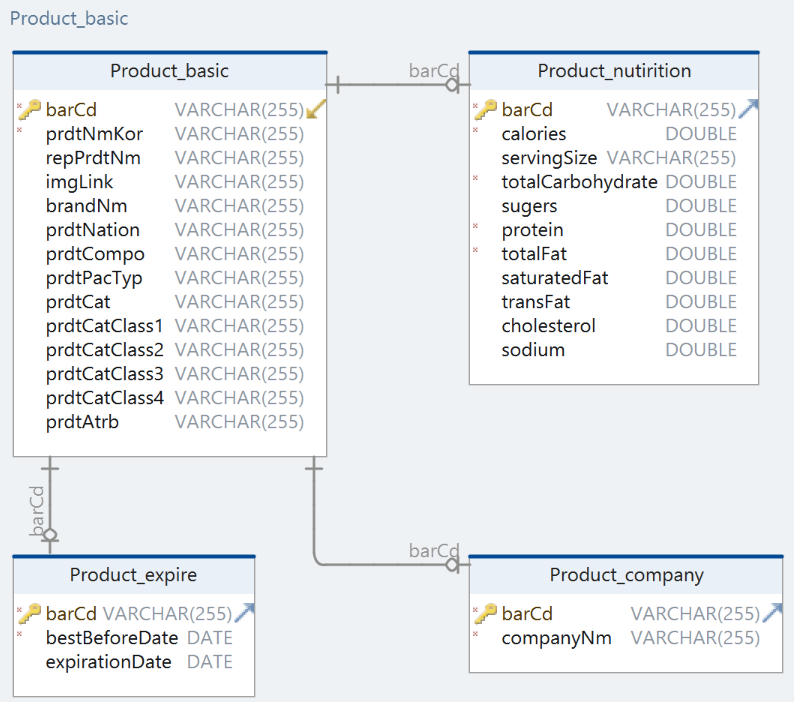 Product_basic
Product_basic
barCd VARCHAR(255)
* prdtNmKor VARCHAR(255)
repPrdtNm VARCHAR(255)
imgLink VARCHAR(255)
brandNm VARCHAR(255)
prdtNation VARCHAR(255)
prdtCompo VARCHAR(255)
prdtPacTyp VARCHAR(255)
prdtCat VARCHAR(255)
prdtCatClass1 VARCHAR(255)
prdtCatClass2 VARCHAR(255)
prdtCatClass3 VARCHAR(255)
prdtCatClass4 VARCHAR(255)
prdtAtrb VARCHAR(255)
barCd
Product_nutirition
* barCd VARCHAR(255)
* calories DOUBLE
servingSize VARCHAR(255)
* totalCarbohydrate DOUBLE
sugers DOUBLE
* protein DOUBLE
* totalFat DOUBLE
saturatedFat DOUBLE
transFat DOUBLE
cholesterol DOUBLE
sodium DOUBLE
barCd
Product_expire
* barCd VARCHAR(255)
* bestBeforeDate DATE
expirationDate DATE
barCd
Product_company
* barCd VARCHAR(255)
* companyNm VARCHAR(255)